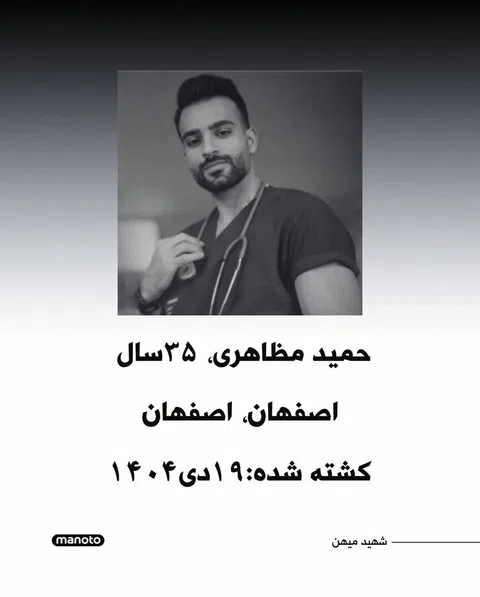 حمید مظاهری، ۳۵سال
اصفهان، اصفهان
کشته شده:۱۹دی۱۴۰۴
شهید میهن
manoto